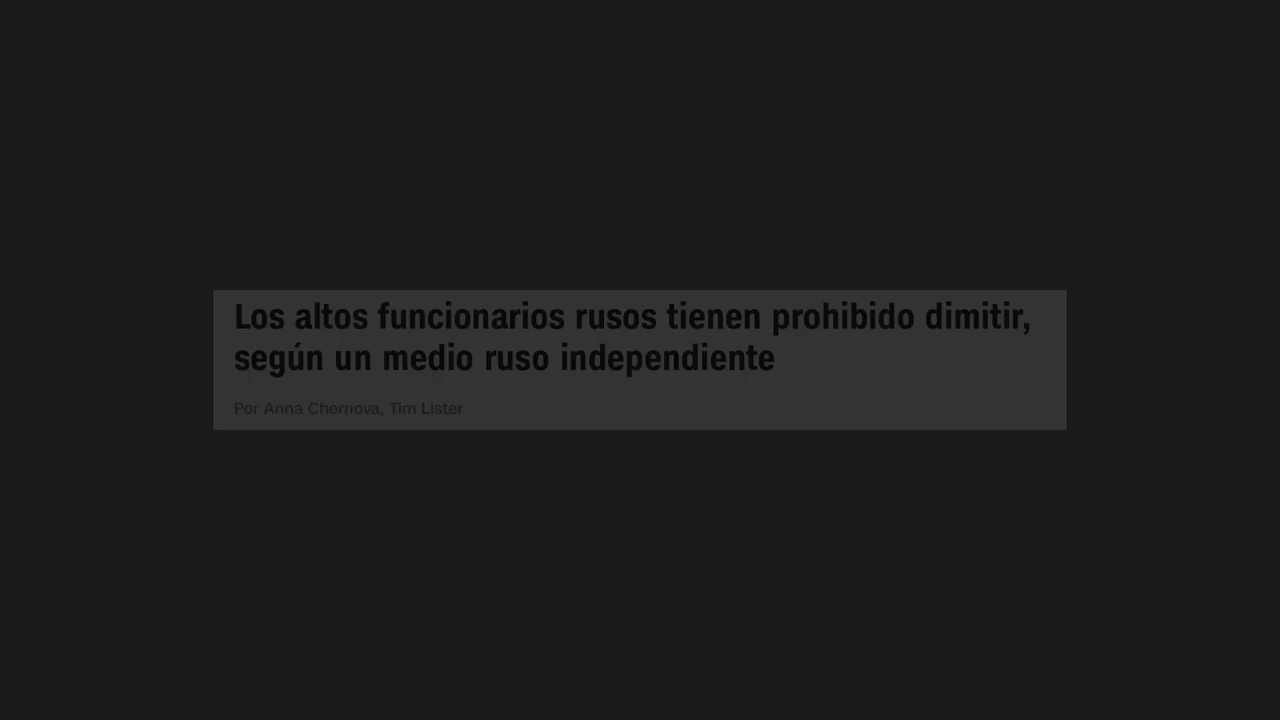 Los altos funcionarios rusos tienen prohibido dimitir,
según un medio ruso independiente
Por Anna Chernova, Tim Lister